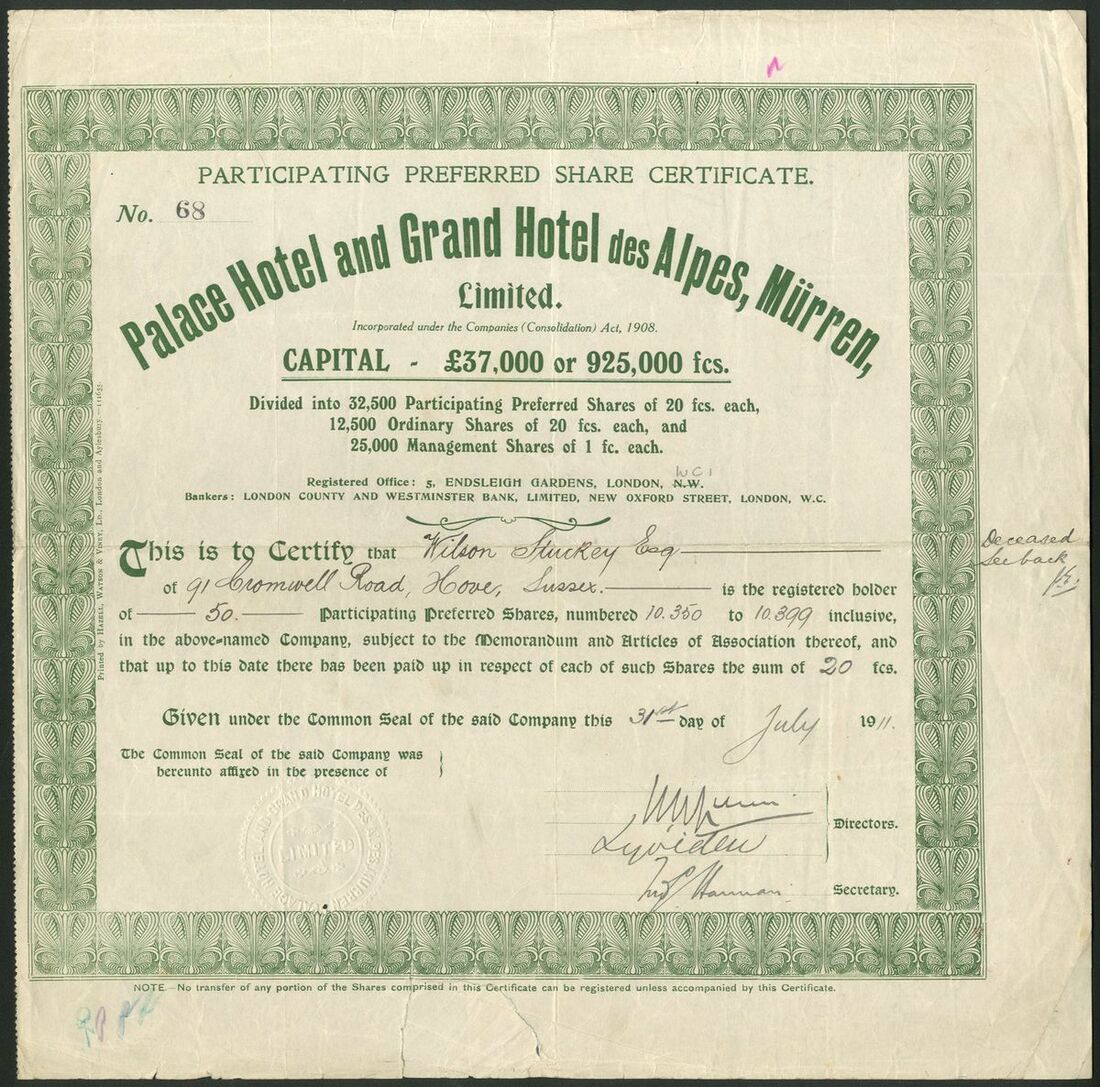 PARTICIPATING PREFERRED SHARE CERTIFICATE.
No. 68
Palace Hotel and Grand Hotel des Alpes, Mürren,
Limited.
Incorporated under the Companies (Consolidation) Act, 1908.
CAPITAL - £37,000 or 925,000 fcs.
Divided into 32,500 Participating Preferred Shares of 20 fcs. each,
12,500 Ordinary Shares of 20 fcs. each, and
25,000 Management Shares of 1 fc. each.
WC1
Registered Office: 5, ENDSLEIGH GARDENS, LONDON, N.W.
Bankers: LONDON COUNTY AND WESTMINSTER BANK, LIMITED, NEW OXFORD STREET, LONDON, W.C.
This is to Certify that Wilson Stuckey Esq
of 91 Cromwell Road, Hove, Sussex. is the registered holder
of 50. Participating Preferred Shares, numbered 10.350 to 10.399 inclusive,
in the above-named Company, subject to the Memorandum and Articles of Association thereof, and
that up to this date there has been paid up in respect of each of such Shares the sum of 20 fcs.
Given under the Common Seal of the said Company this 31st day of July 1911.
The Common Seal of the said Company was
hereunto affixed in the presence of
Directors.
Secretary.
LIMITED
NOTE.—No transfer of any portion of the Shares comprised in this Certificate can be registered unless accompanied by this Certificate.
Printed by HAZELL, WATSON & VINEY, LD., London and Aylesbury.
Deceased
See back